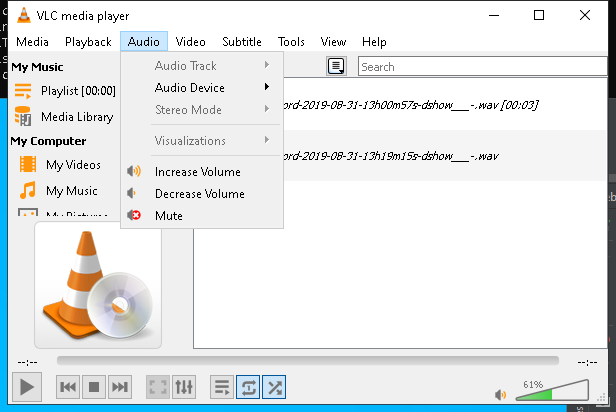 VLC media player
Media Playback Audio Video Subtitle Tools View Help
My Music
Playlist [00:00]
Media Library
My Computer
My Videos
My Music
My Pictures
Audio Track
Audio Device
Stereo Mode
Visualizations
Increase Volume
Decrease Volume
Mute
Search
ord-2019-08-31-13h00m57s-dshow___-,wav [00:03]
ord-2019-08-31-13h19m15s-dshow___-,wav
--:-- --:--
61%